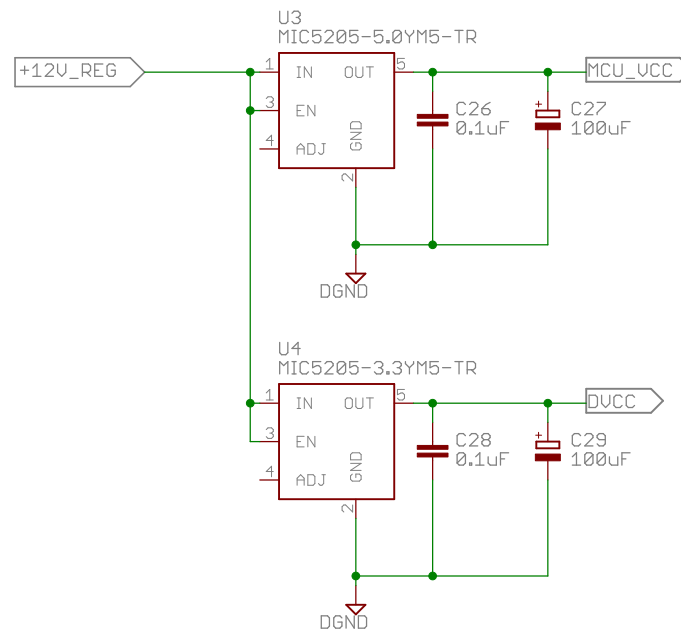 U3
MIC5205-5.0YM5-TR
+12V_REG
1
IN
OUT
5
MCU_VCC
3
EN
C26
0.1uF
+
C27
100uF
4
ADJ
GND
2
DGND
U4
MIC5205-3.3YM5-TR
1
IN
OUT
5
DVCC
3
EN
C28
0.1uF
+
C29
100uF
4
ADJ
GND
2
DGND